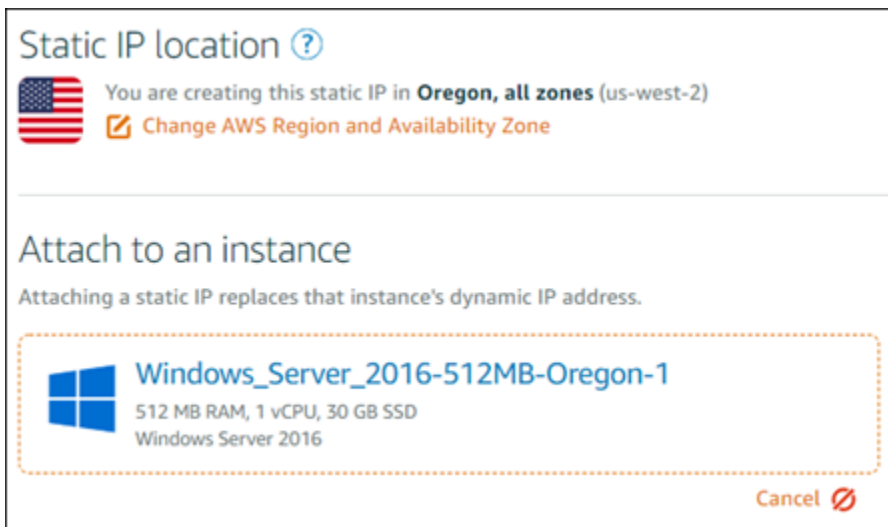 Static IP location ?
You are creating this static IP in Oregon, all zones (us-west-2)
Change AWS Region and Availability Zone
Attach to an instance
Attaching a static IP replaces that instance's dynamic IP address.
Windows_Server_2016-512MB-Oregon-1
512 MB RAM, 1 vCPU, 30 GB SSD
Windows Server 2016
Cancel